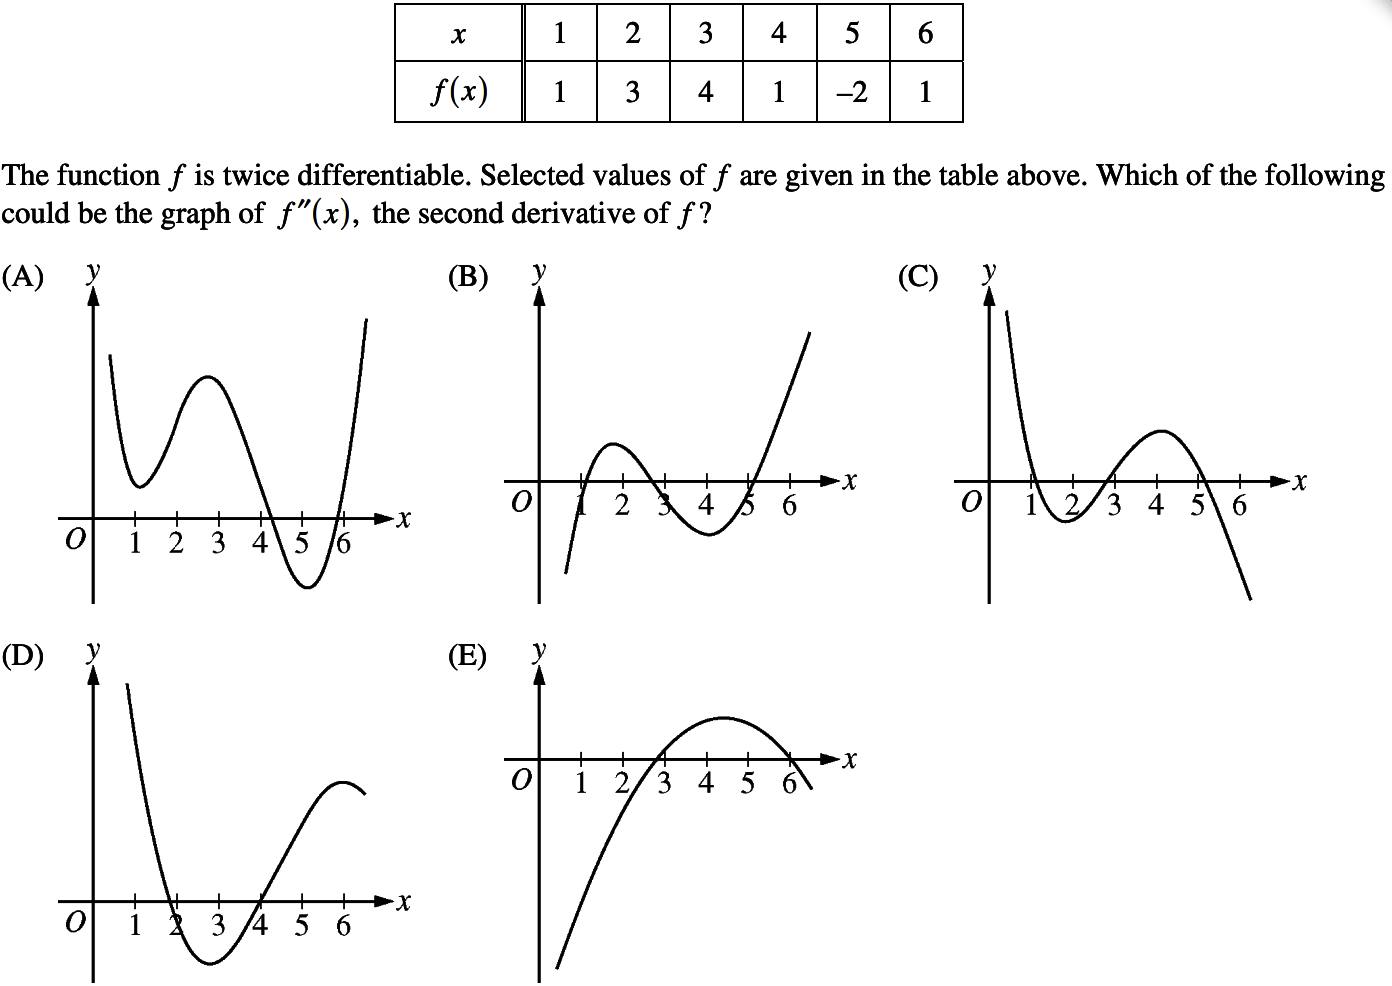 x 1 2 3 4 5 6
f(x) 1 3 4 1 –2 1
The function f is twice differentiable. Selected values of f are given in the table above. Which of the following
could be the graph of f″(x), the second derivative of f?
(A) y (B) y (C) y
O 1 2 3 4 5 6 x
O 1 2 3 4 5 6 x
O 1 2 3 4 5 6 x
(D) y (E) y
O 1 2 3 4 5 6 x
O 1 2 3 4 5 6 x